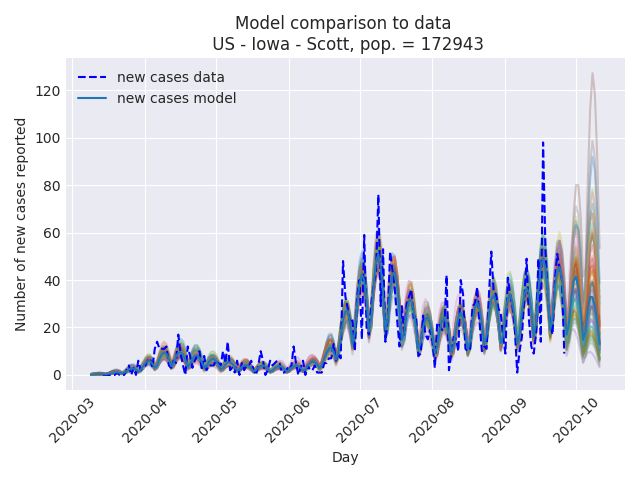 Model comparison to data
US - Iowa - Scott, pop. = 172943
new cases data
new cases model
Number of new cases reported
120
100
80
60
40
20
0
2020-03
2020-04
2020-05
2020-06
2020-07
2020-08
2020-09
2020-10
Day